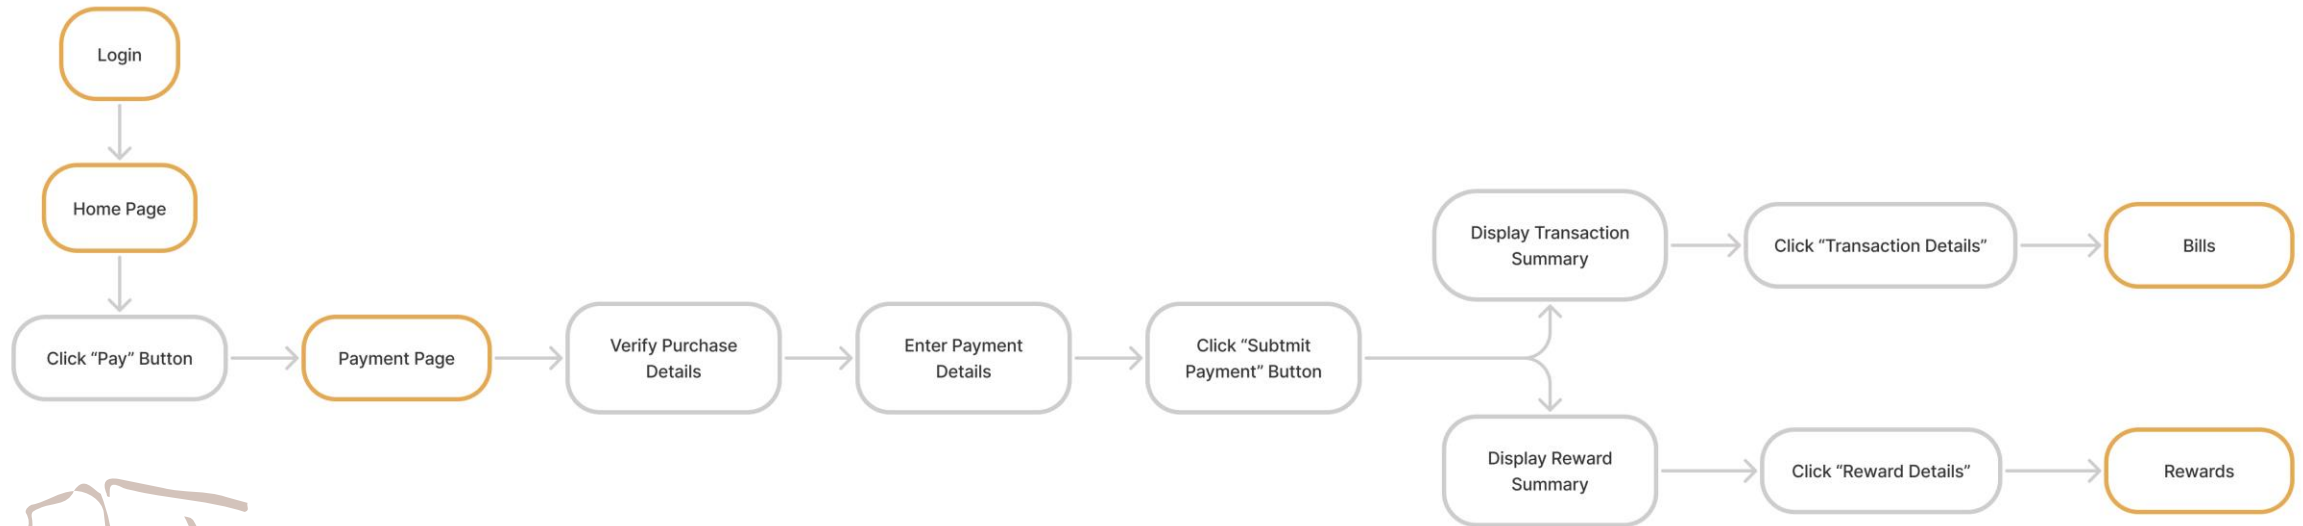 Login
Home Page
Click “Pay” Button
Payment Page
Verify Purchase
Details
Enter Payment
Details
Click “Subtmit
Payment” Button
Display Transaction
Summary
Click “Transaction Details”
Bills
Display Reward
Summary
Click “Reward Details”
Rewards